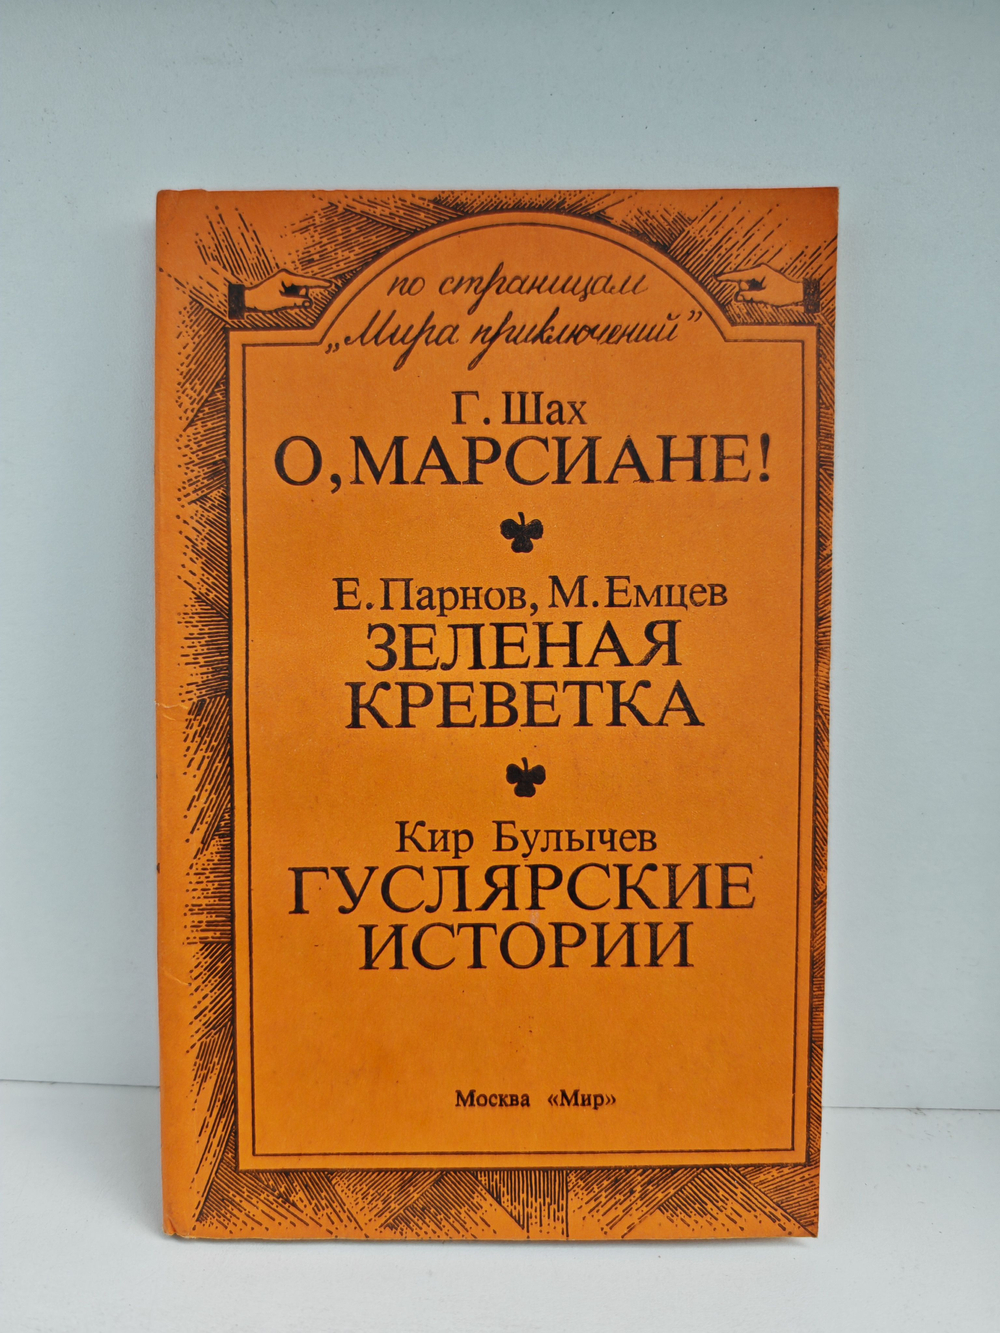 по страницам
„Мира приключений”
Г. Шах
О, МАРСИАНЕ!
Е. Парнов, М. Емцев
ЗЕЛЕНАЯ
КРЕВЕТКА
Кир Булычев
ГУСЛЯРСКИЕ
ИСТОРИИ
Москва «Мир»